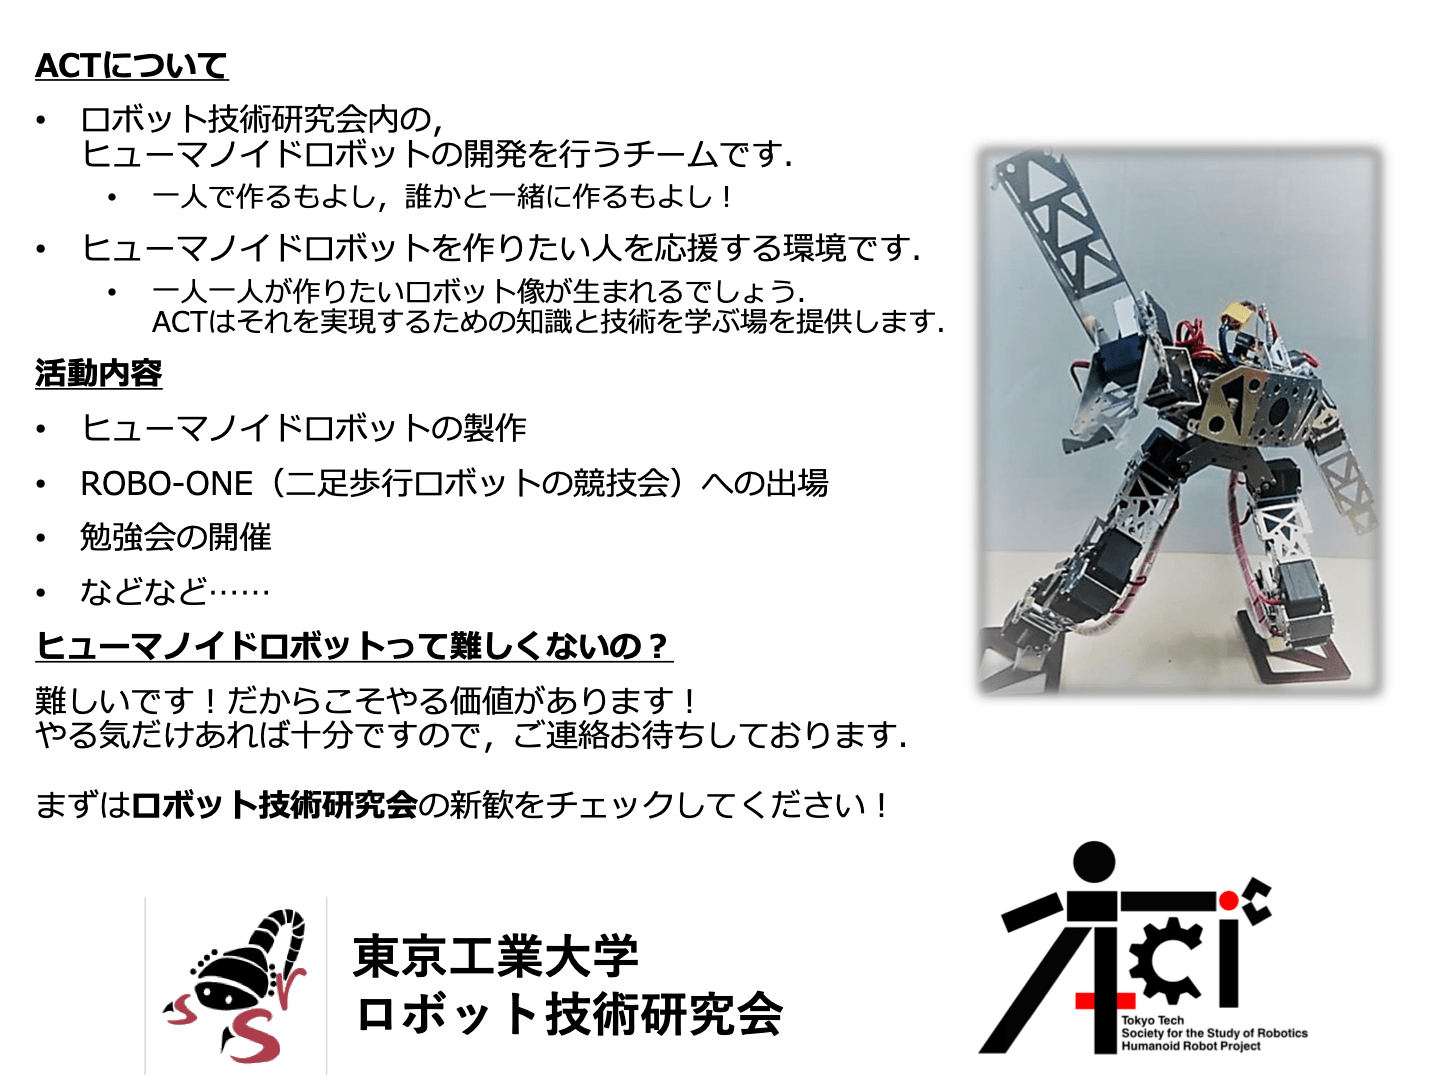 ACTについて
• ロボット技術研究会内の，
ヒューマノイドロボットの開発を行うチームです．
• 一人で作るもよし，誰かと一緒に作るもよし！
• ヒューマノイドロボットを作りたい人を応援する環境です．
• 一人一人が作りたいロボット像が生まれるでしょう．
ACTはそれを実現するための知識と技術を学ぶ場を提供します．
活動内容
• ヒューマノイドロボットの製作
• ROBO-ONE（二足歩行ロボットの競技会）への出場
• 勉強会の開催
• などなど……
ヒューマノイドロボットって難しくないの？
難しいです！だからこそやる価値があります！
やる気だけあれば十分ですので，ご連絡お待ちしております．
まずはロボット技術研究会の新歓をチェックしてください！
s s r
東京工業大学
ロボット技術研究会
ACT
Tokyo Tech
Society for the Study of Robotics
Humanoid Robot Project